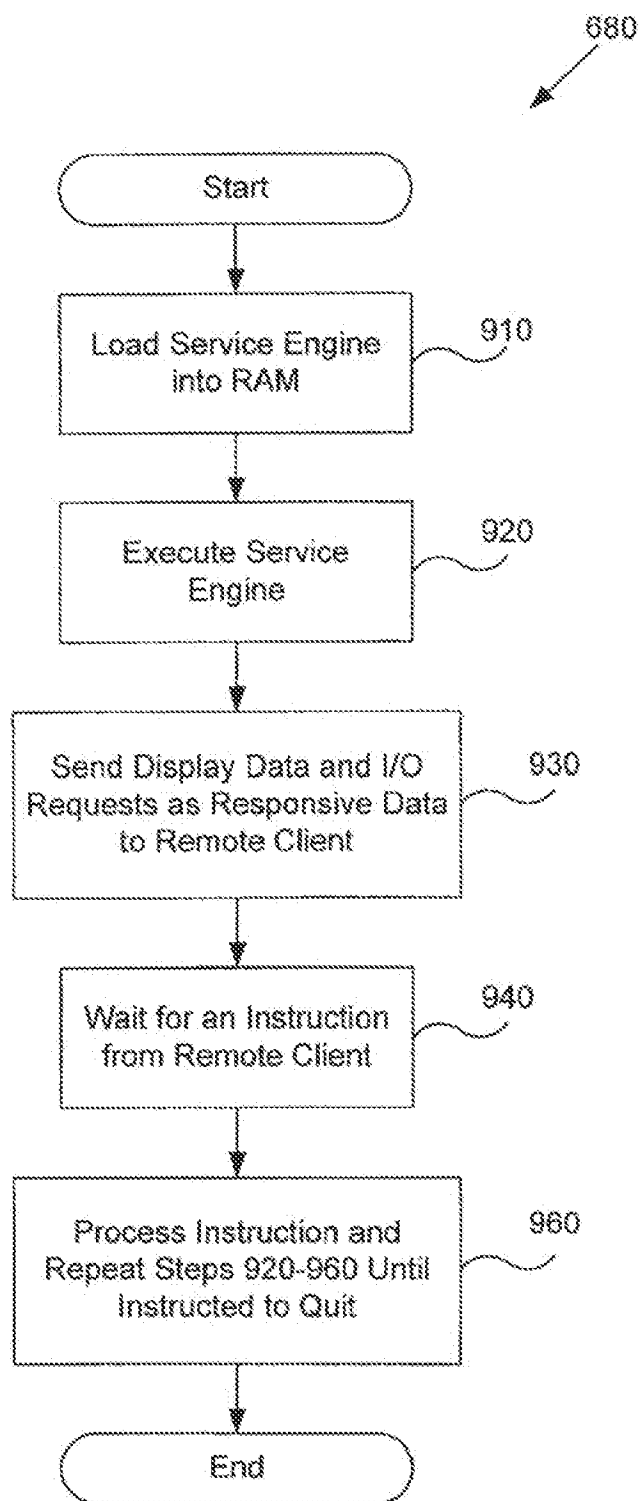 680
Start
Load Service Engine
into RAM
910
Execute Service
Engine
920
Send Display Data and I/O
Requests as Responsive Data
to Remote Client
930
Wait for an Instruction
from Remote Client
940
Process Instruction and
Repeat Steps 920-960 Until
Instructed to Quit
960
End